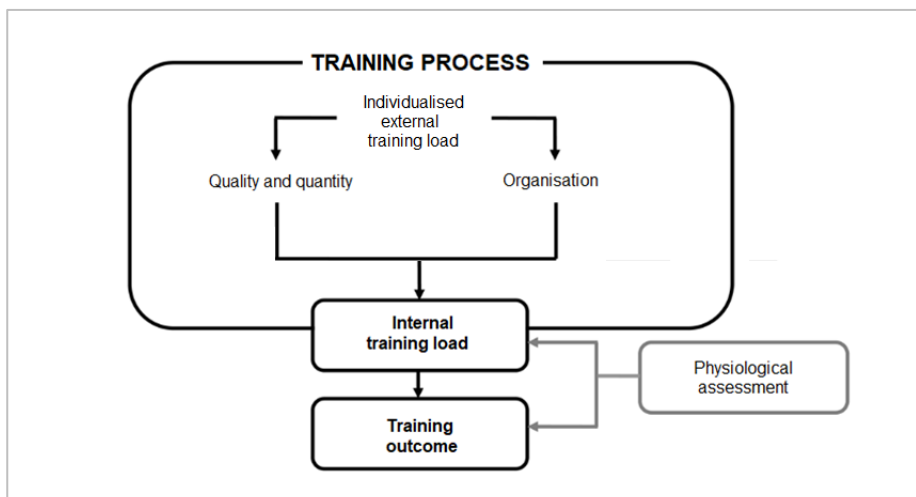 TRAINING PROCESS
Individualised
external
training load
Quality and quantity
Organisation
Internal
training load
Physiological
assessment
Training
outcome